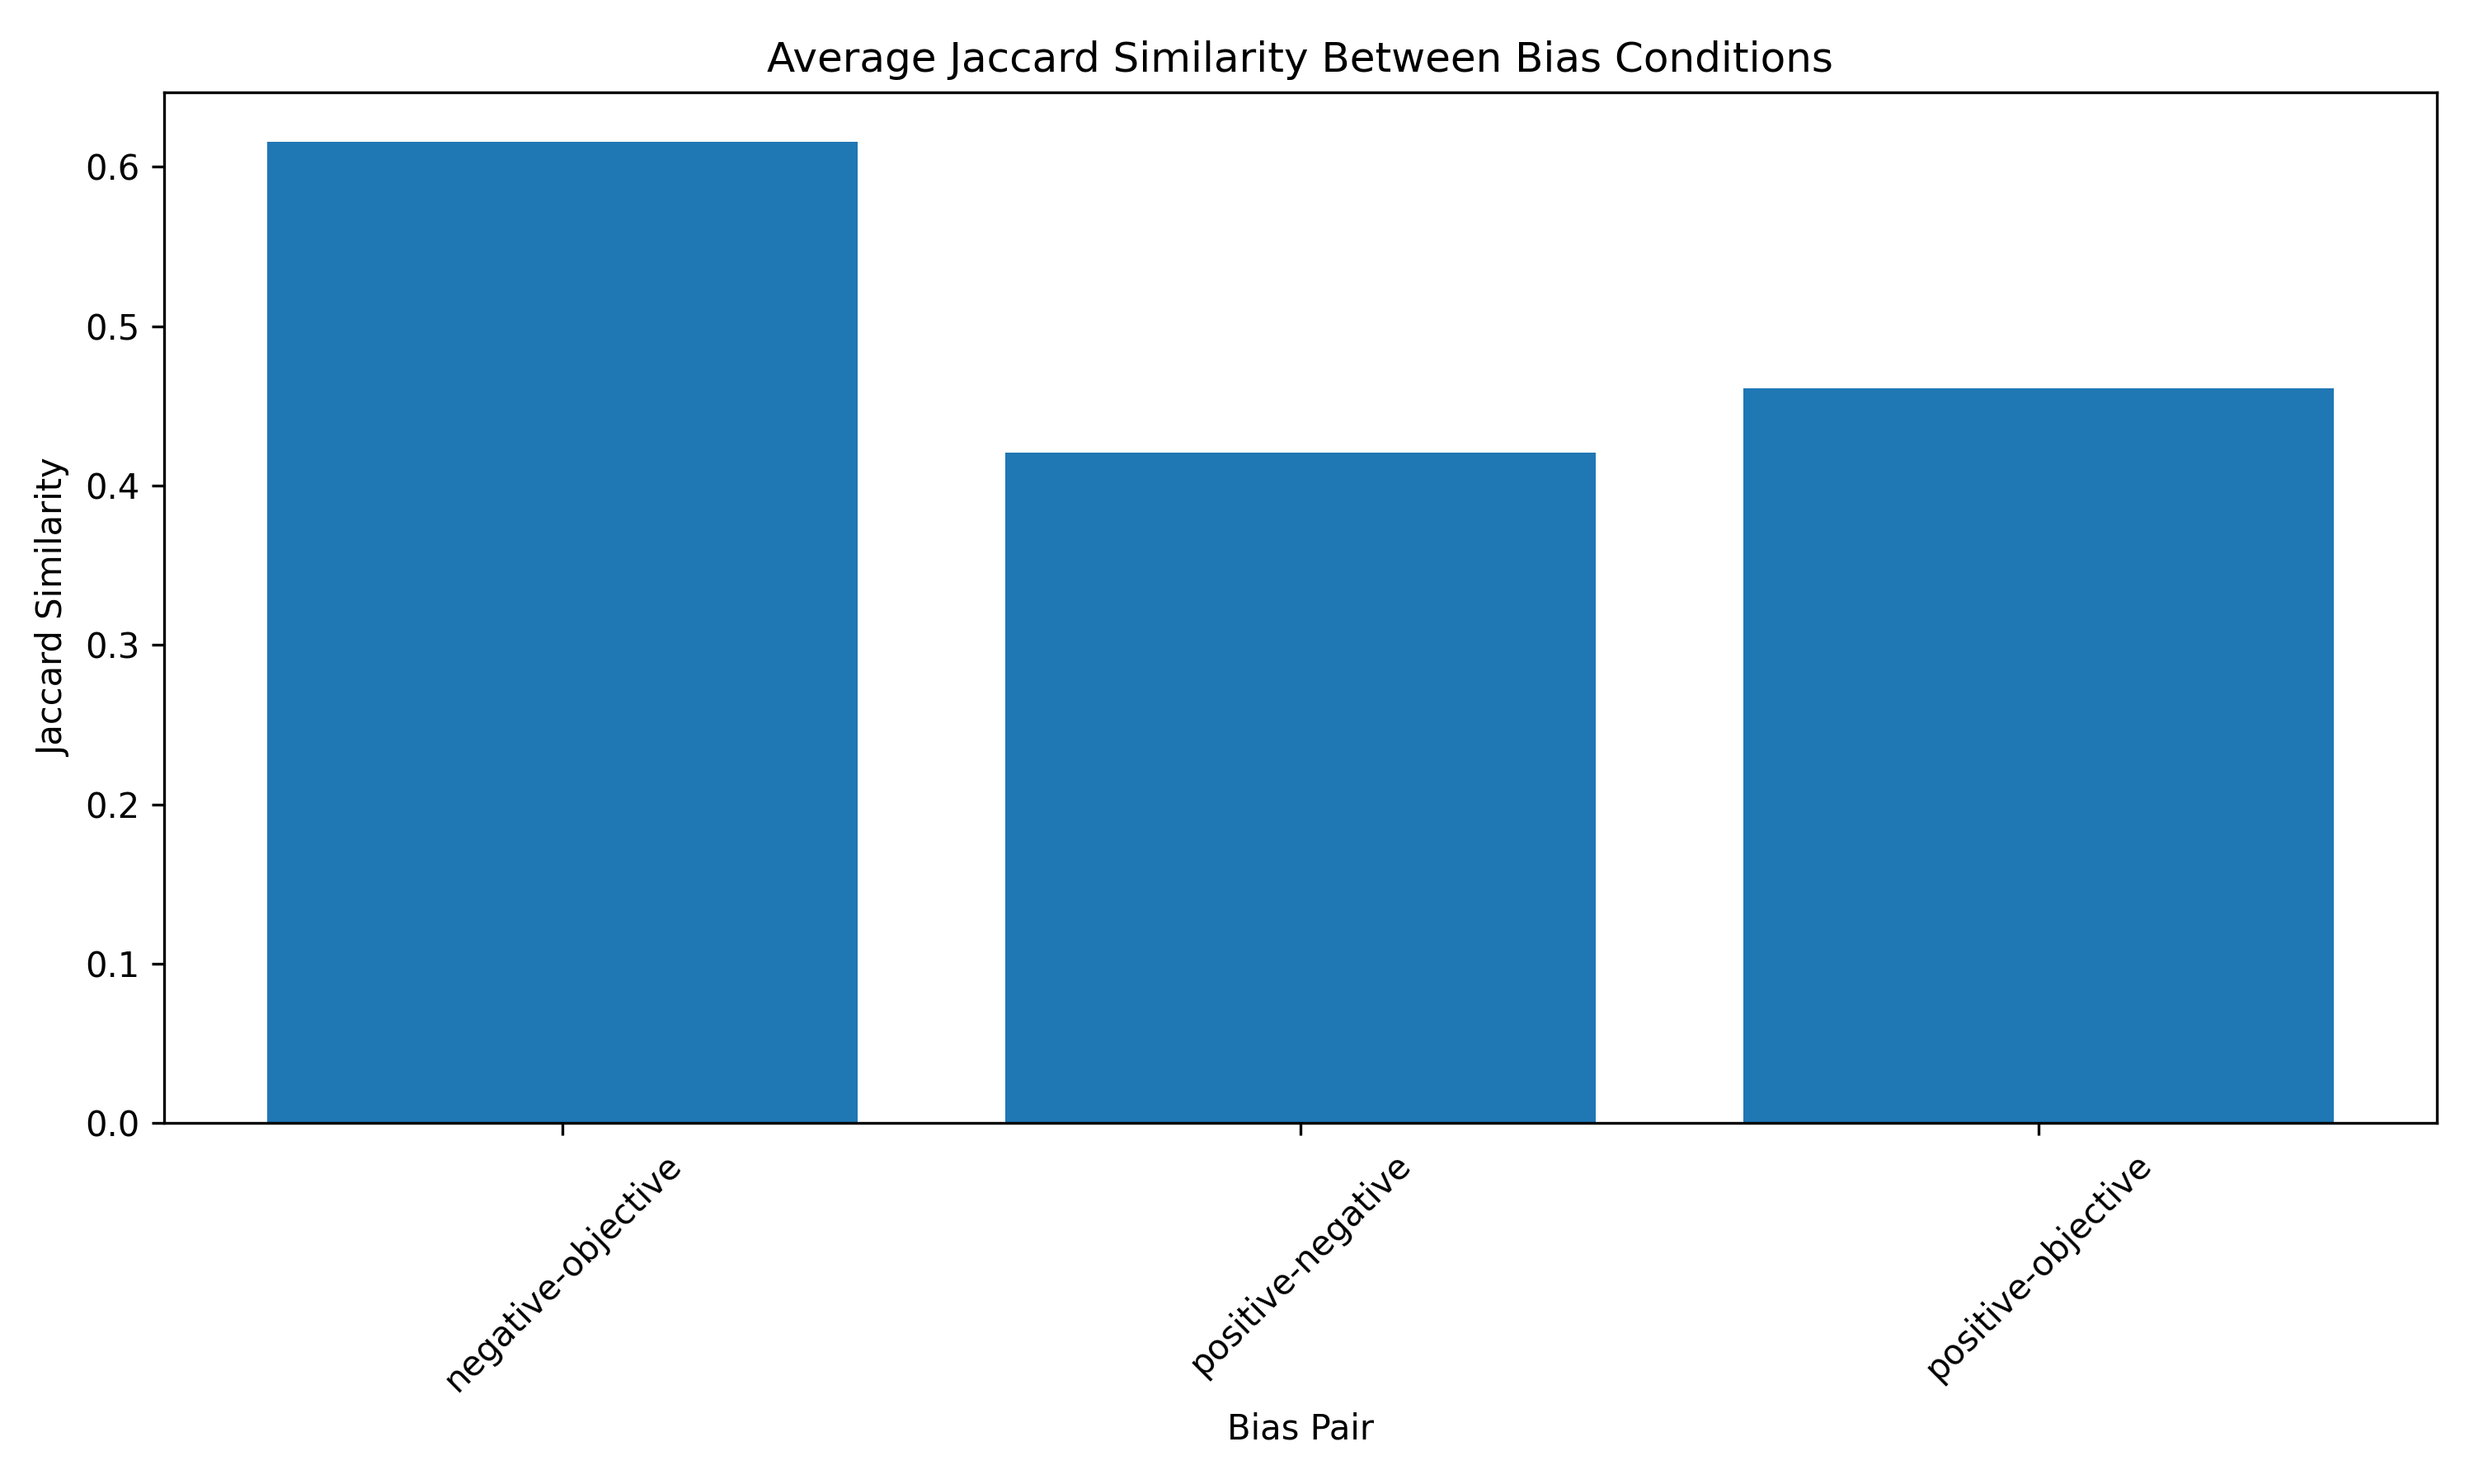 Average Jaccard Similarity Between Bias Conditions
Jaccard Similarity
0.6
0.5
0.4
0.3
0.2
0.1
0.0
negative-objective
positive-negative
positive-objective
Bias Pair